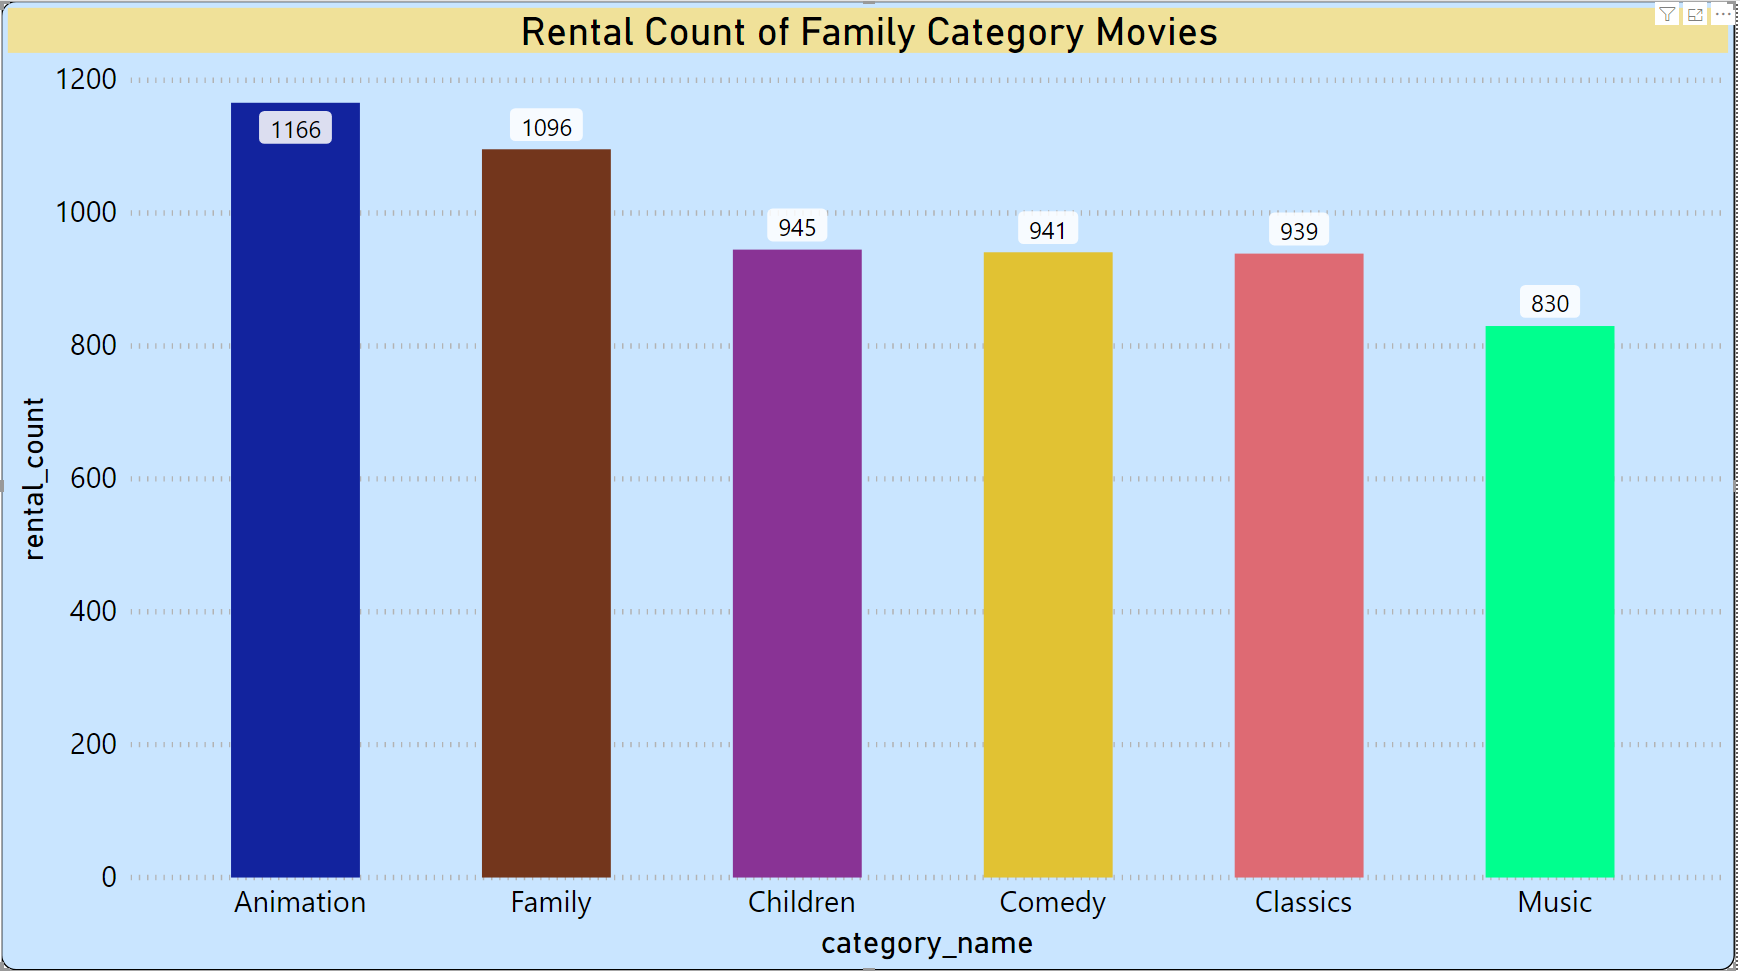 Rental Count of Family Category Movies
1200
1000
800
600
400
200
0
rental_count
1166
1096
945
941
939
830
Animation
Family
Children
Comedy
Classics
Music
category_name